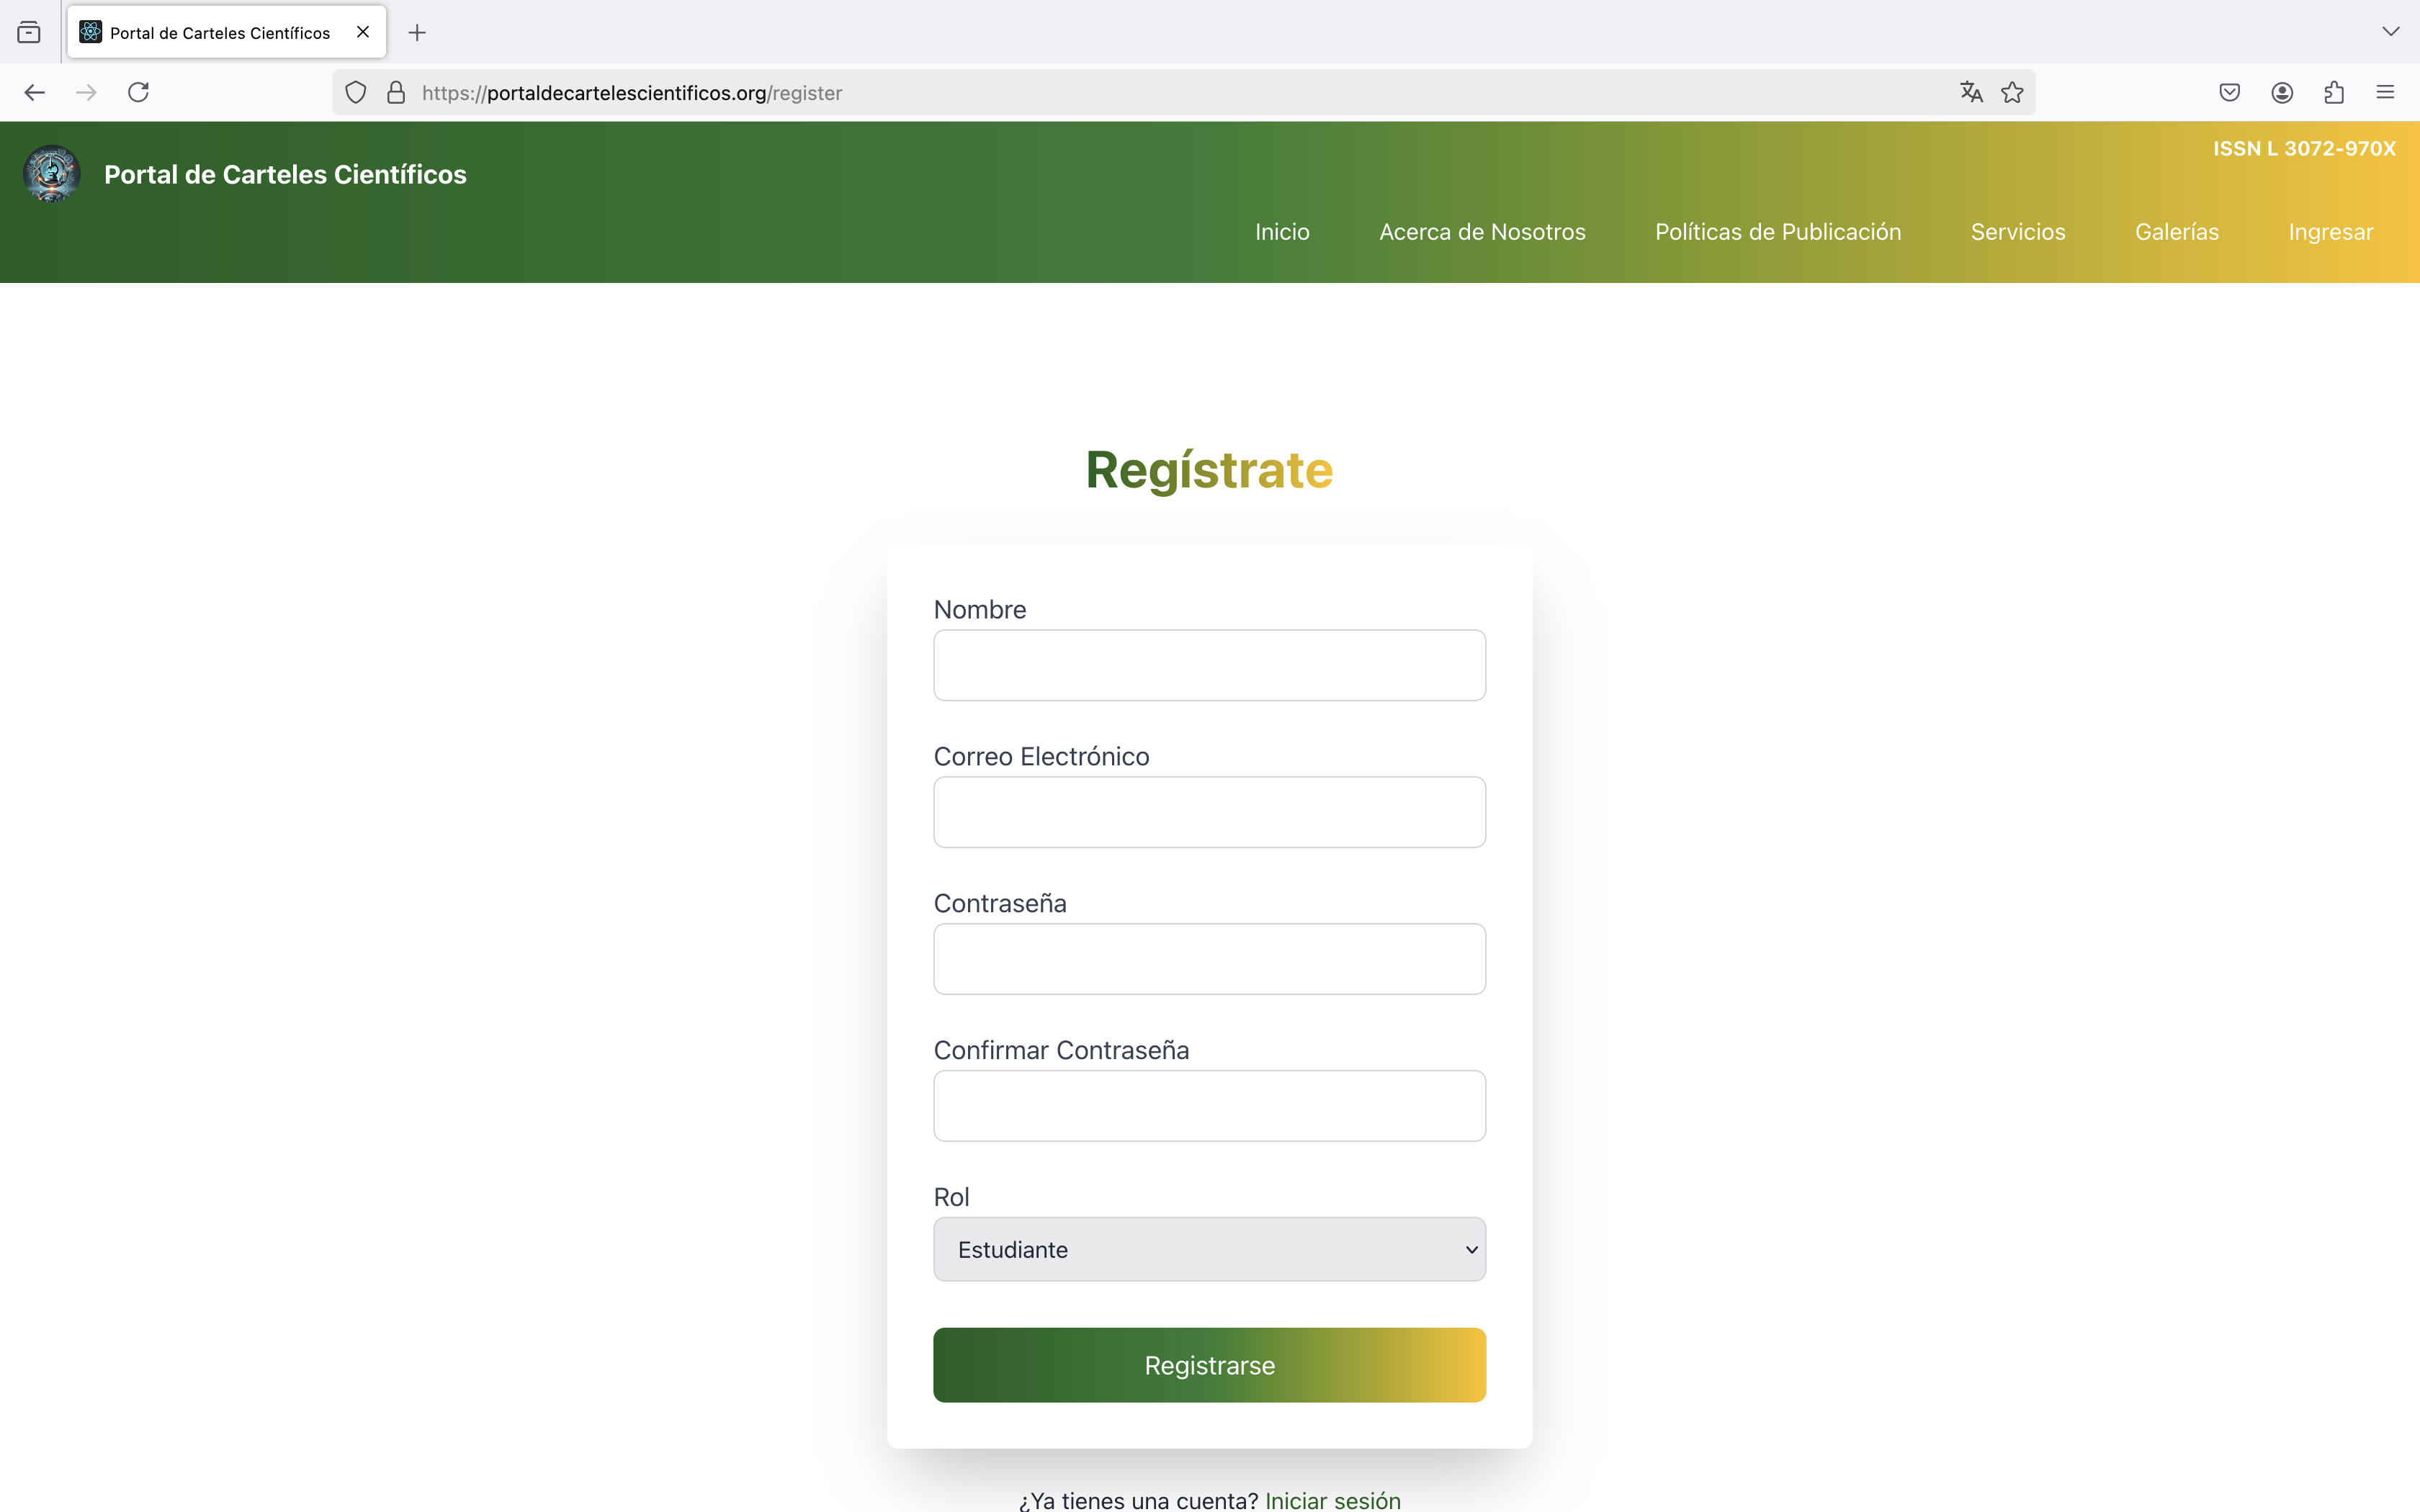 Portal de Carteles Científicos
https://portaldecartelescientificos.org/register
ISSN L 3072-970X
Portal de Carteles Científicos
Inicio Acerca de Nosotros Políticas de Publicación Servicios Galerías Ingresar
Regístrate
Nombre
Correo Electrónico
Contraseña
Confirmar Contraseña
Rol
Estudiante
Registrarse
¿Ya tienes una cuenta? Iniciar sesión